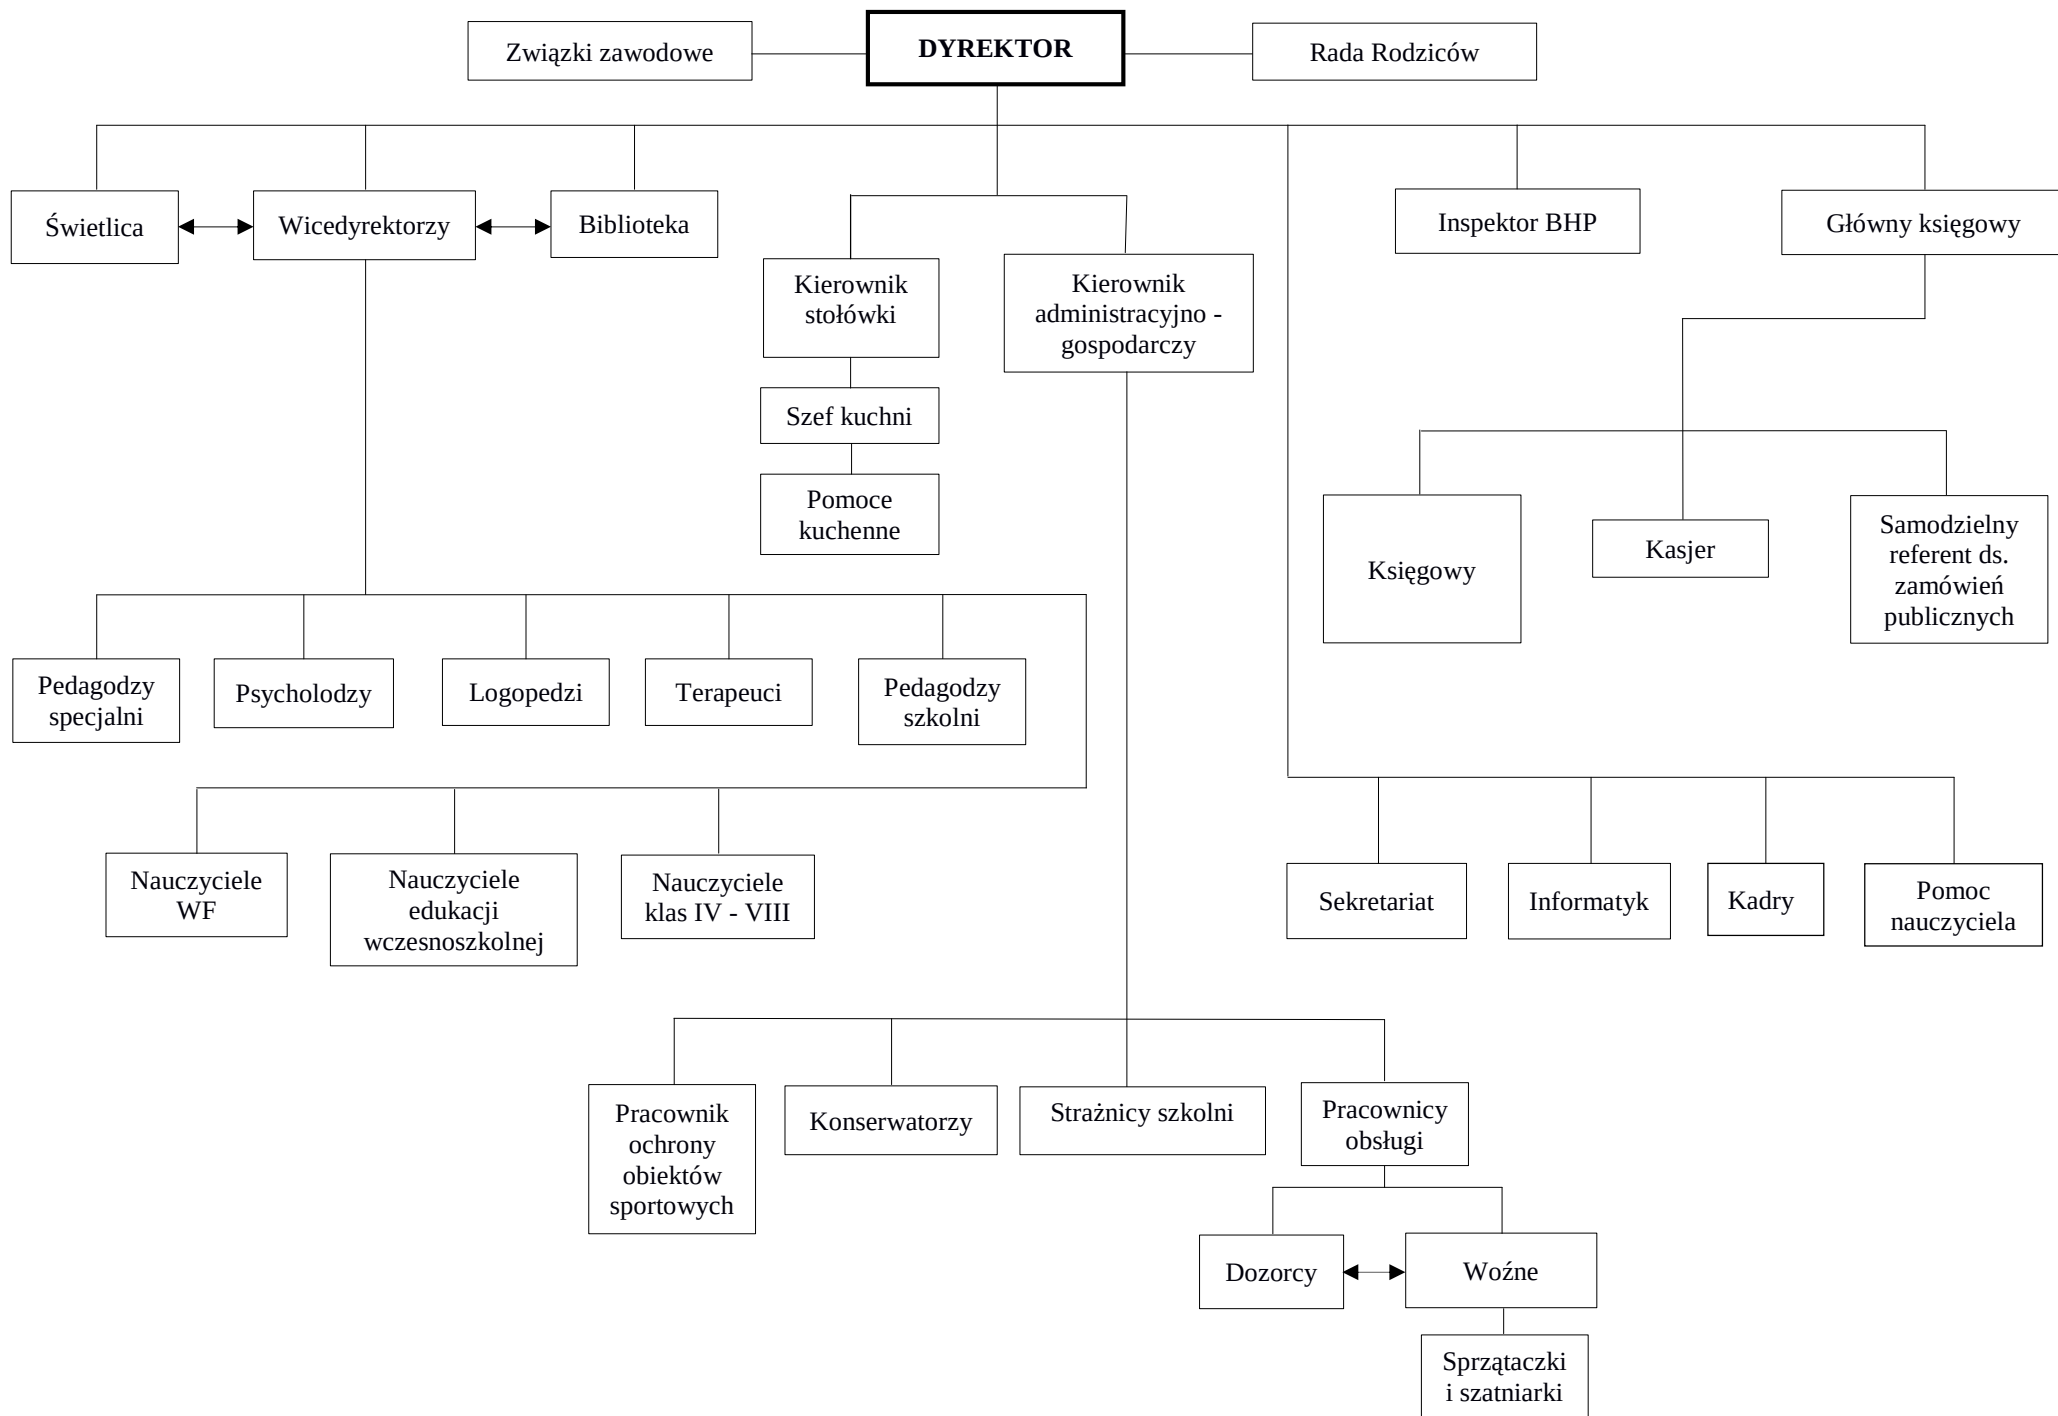 Związki zawodowe
DYREKTOR
Rada Rodziców
Świetlica
Wicedyrektorzy
Biblioteka
Inspektor BHP
Główny księgowy
Kierownik
stołówki
Kierownik
administracyjno -
gospodarczy
Szef kuchni
Pomoce
kuchenne
Księgowy
Kasjer
Samodzielny
referent ds.
zamówień
publicznych
Pedagodzy
specjalni
Psycholodzy
Logopedzi
Terapeuci
Pedagodzy
szkolni
Nauczyciele
WF
Nauczyciele
edukacji
wczesnoszkolnej
Nauczyciele
klas IV - VIII
Sekretariat
Informatyk
Kadry
Pomoc
nauczyciela
Pracownik
ochrony
obiektów
sportowych
Konserwatorzy
Strażnicy szkolni
Pracownicy
obsługi
Dozorcy
Woźne
Sprzątaczki
i szatniarki